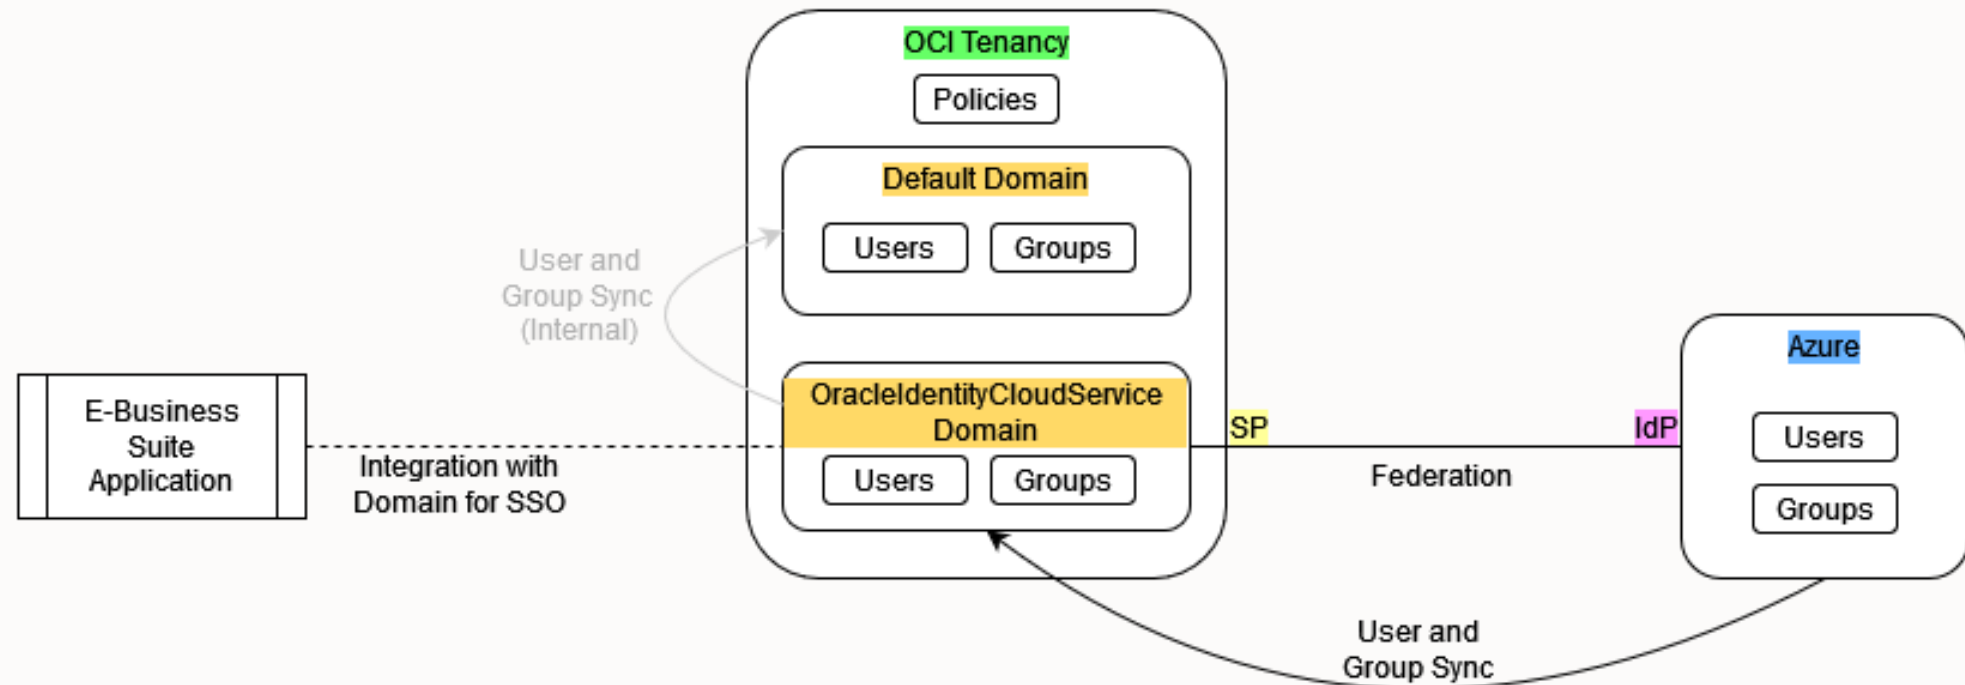 OCI Tenancy
Policies
Default Domain
Users
Groups
User and
Group Sync
(Internal)
OracleIdentityCloudService
Domain
Users
Groups
E-Business
Suite
Application
Integration with
Domain for SSO
SP
IdP
Federation
Azure
Users
Groups
User and
Group Sync